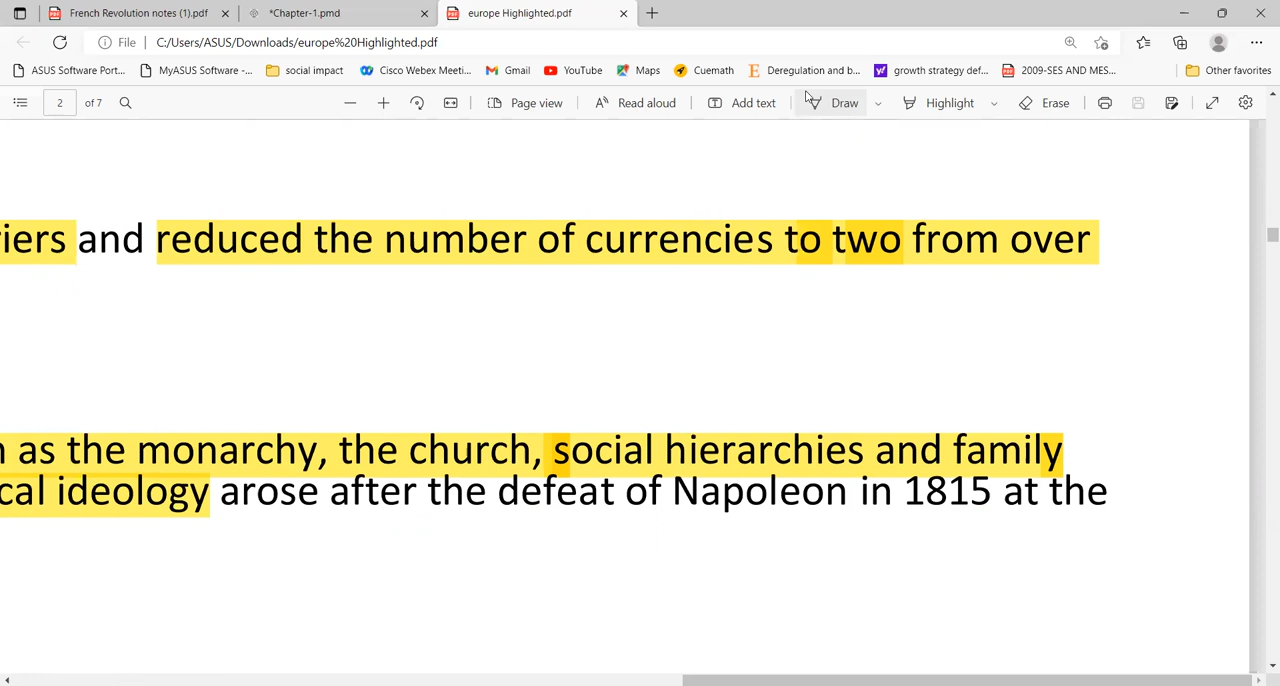 French Revolution notes (1).pdf
*Chapter-1.pmd
europe Highlighted.pdf
File
C:/Users/ASUS/Downloads/europe%20Highlighted.pdf
ASUS Software Port...
MyASUS Software -...
social impact
Cisco Webex Meeti...
Gmail
YouTube
Maps
Cuemath
Deregulation and b...
growth strategy def...
2009-SES AND MES...
Other favorites
2 of 7
Page view
Read aloud
Add text
Draw
Highlight
Erase
riers and reduced the number of currencies to two from over
as the monarchy, the church, social hierarchies and family
cal ideology arose after the defeat of Napoleon in 1815 at the